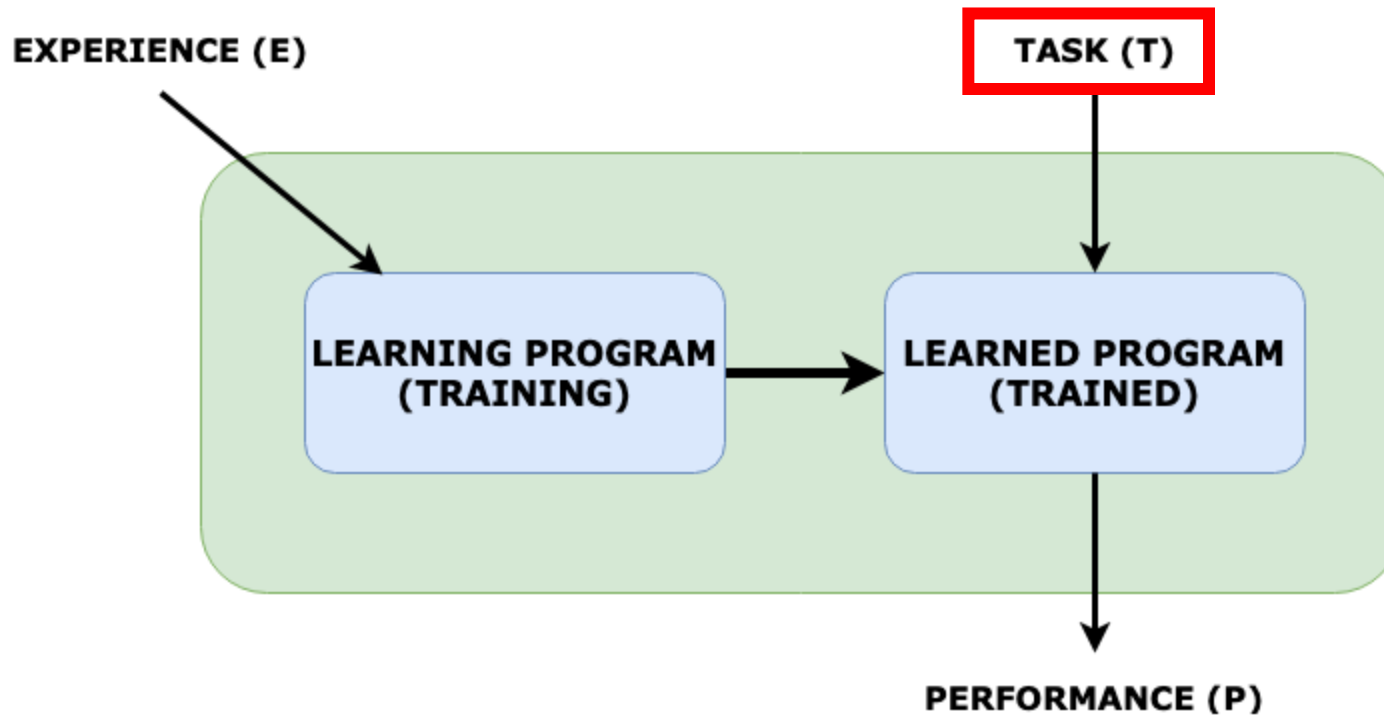 EXPERIENCE (E)
TASK (T)
LEARNING PROGRAM
(TRAINING)
LEARNED PROGRAM
(TRAINED)
PERFORMANCE (P)